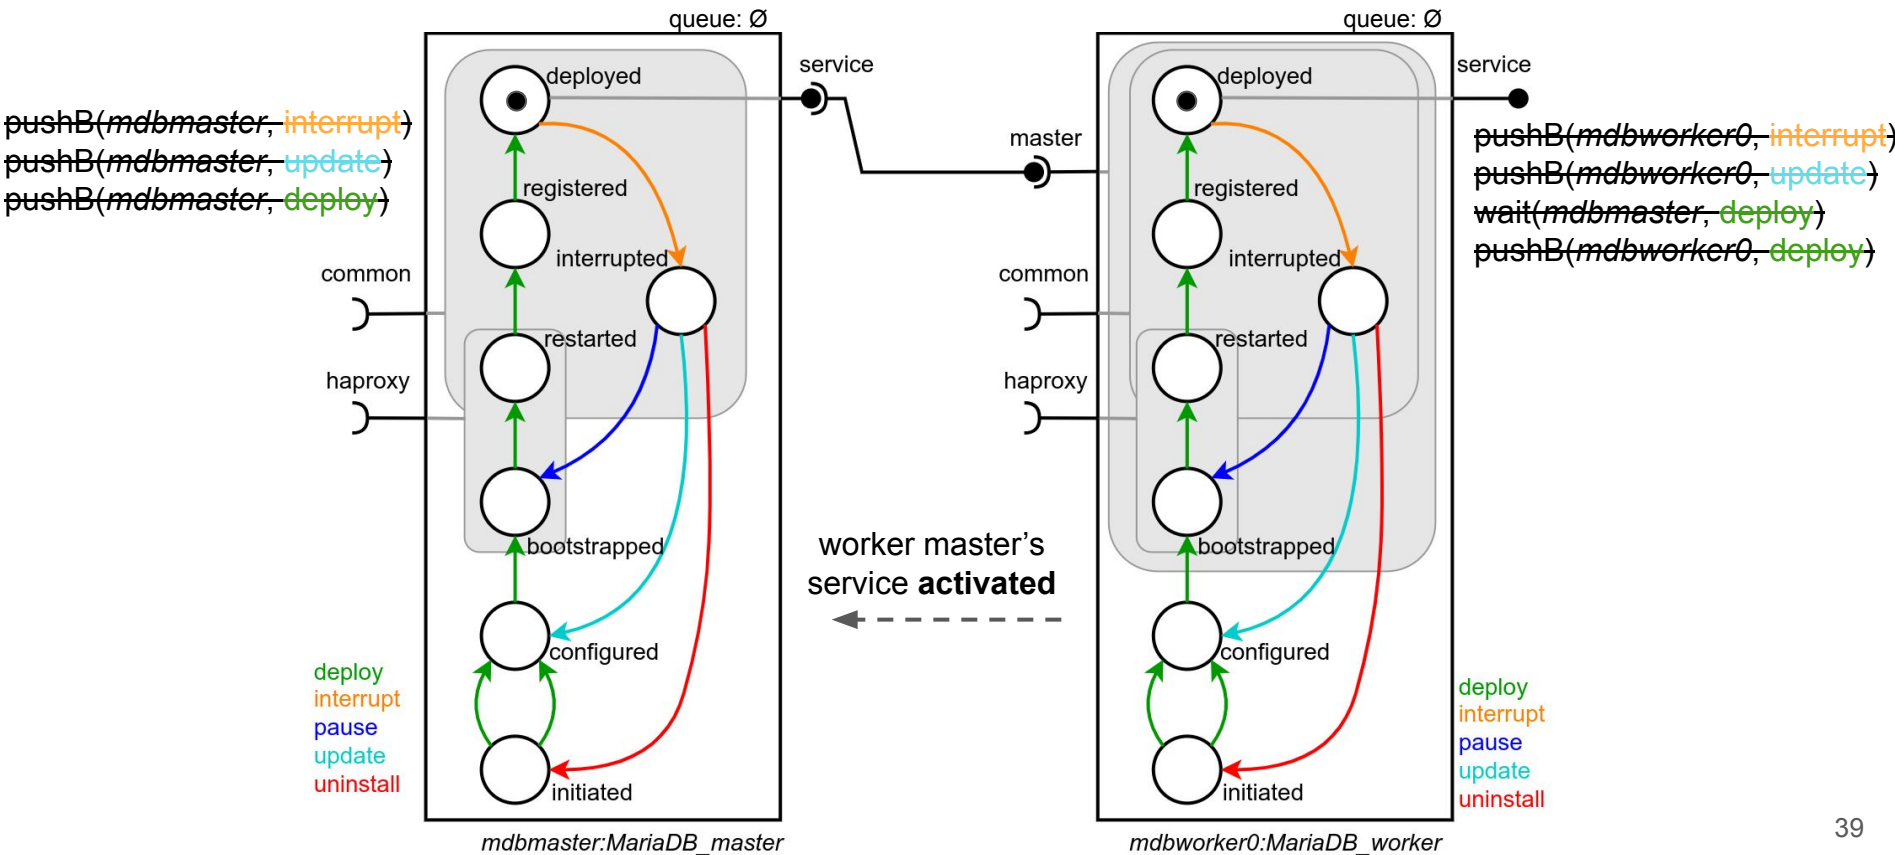 queue: Ø
queue: Ø
service
service
deployed
deployed
pushB(mdbmaster, interrupt)
pushB(mdbmaster, update)
pushB(mdbmaster, deploy)
master
pushB(mdbworker0, interrupt)
pushB(mdbworker0, update)
wait(mdbmaster, deploy)
pushB(mdbworker0, deploy)
registered
registered
interrupted
interrupted
common
common
restarted
restarted
haproxy
haproxy
bootstrapped
bootstrapped
worker master’s
service activated
configured
configured
deploy
interrupt
pause
update
uninstall
deploy
interrupt
pause
update
uninstall
initiated
initiated
mdbmaster:MariaDB_master
mdbworker0:MariaDB_worker
39